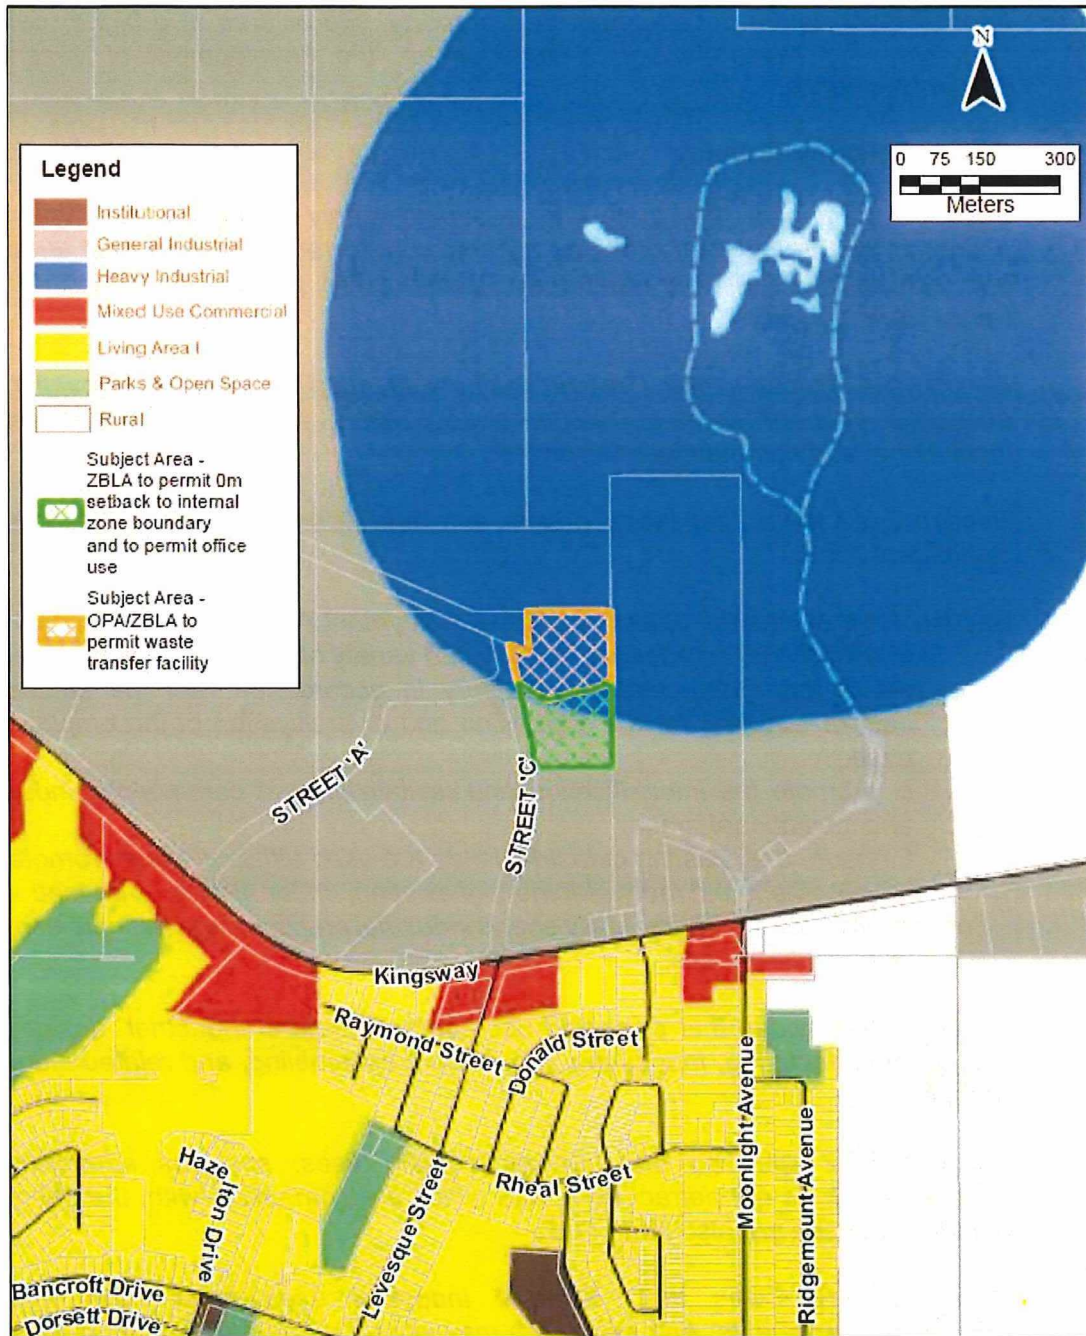 N
0 75 150 300
Meters
Legend
Institutional
General Industrial
Heavy Industrial
Mixed Use Commercial
Living Area I
Parks & Open Space
Rural
Subject Area -
ZBLA to permit 0m
setback to internal
zone boundary
and to permit office
use
Subject Area -
OPA/ZBLA to
permit waste
transfer facility
STREET 'A'
STREET 'C'
Kingsway
Raymond Street
Donald Street
Moonlight Avenue
Ridgemount Avenue
Hazelton Drive
Levesque Street
Rheal Street
Bancroft Drive
Dorsett Drive